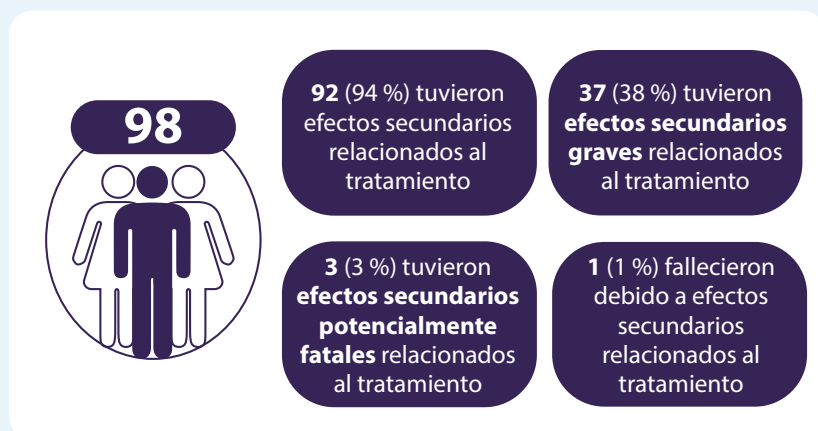 98
92 (94 %) tuvieron
efectos secundarios
relacionados al
tratamiento
37 (38 %) tuvieron
efectos secundarios
graves relacionados
al tratamiento
3 (3 %) tuvieron
efectos secundarios
potencialmente
fatales relacionados
al tratamiento
1 (1 %) fallecieron
debido a efectos
secundarios
relacionados al
tratamiento